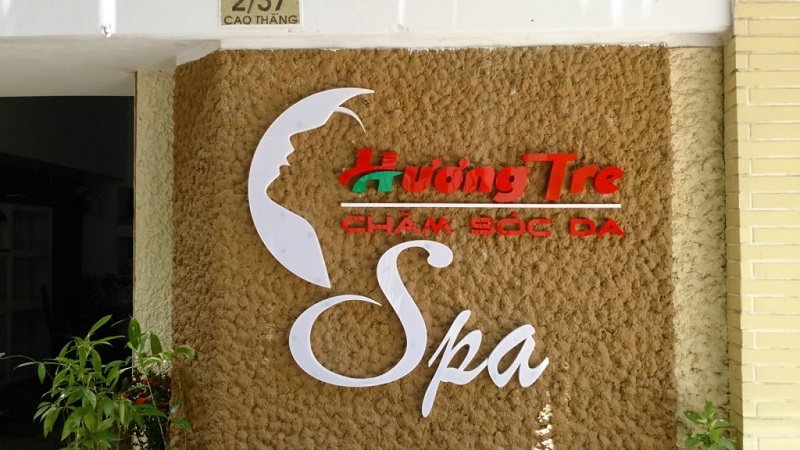 2/37
CAO THẮNG
Hương Tre
CHĂM SÓC DA
Spa